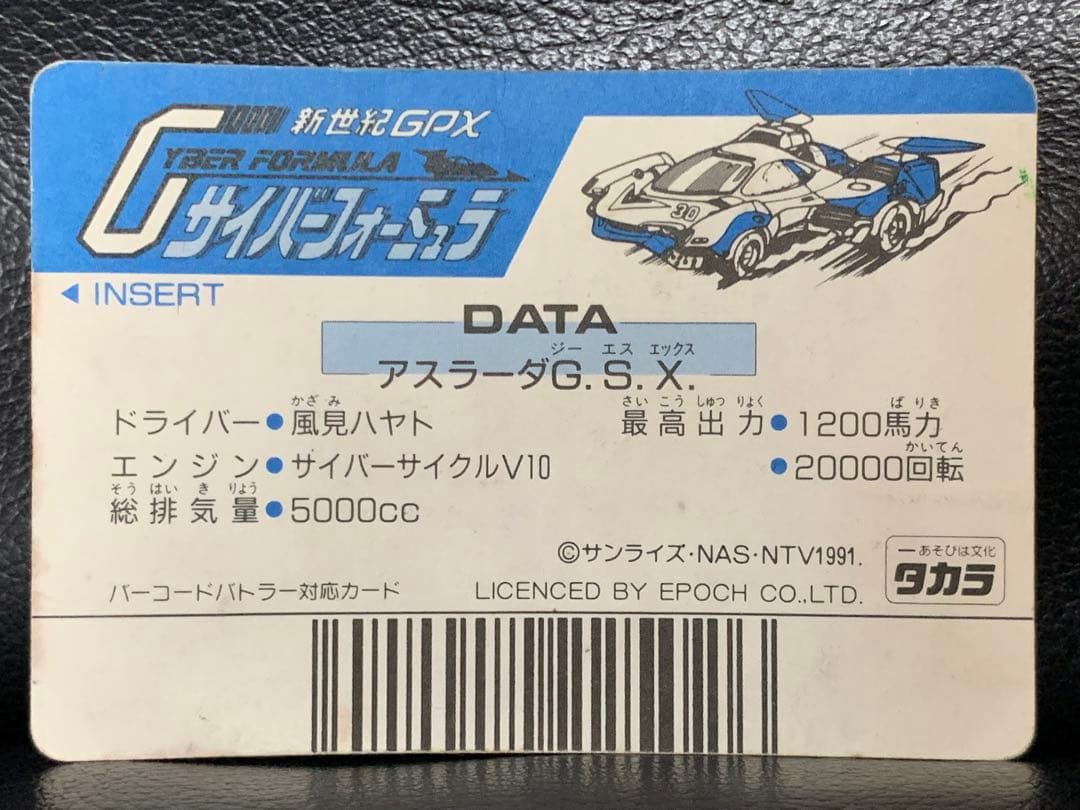 新世紀GPX
CYBER FORMULA
サイバーフォーミュラ
30
◀ INSERT
DATA
ジー エス エックス
アスラーダG.S.X.
かざみ
ドライバー●風見ハヤト
さいこうしゅつりょく ばりき
最高出力●1200馬力
エンジン●サイバーサイクルV10
かいてん
●20000回転
そうはいきりょう
総排気量●5000cc
©サンライズ·NAS·NTV1991.
ーあそびは文化
タカラ
バーコードバトラー対応カード
LICENCED BY EPOCH CO.,LTD.